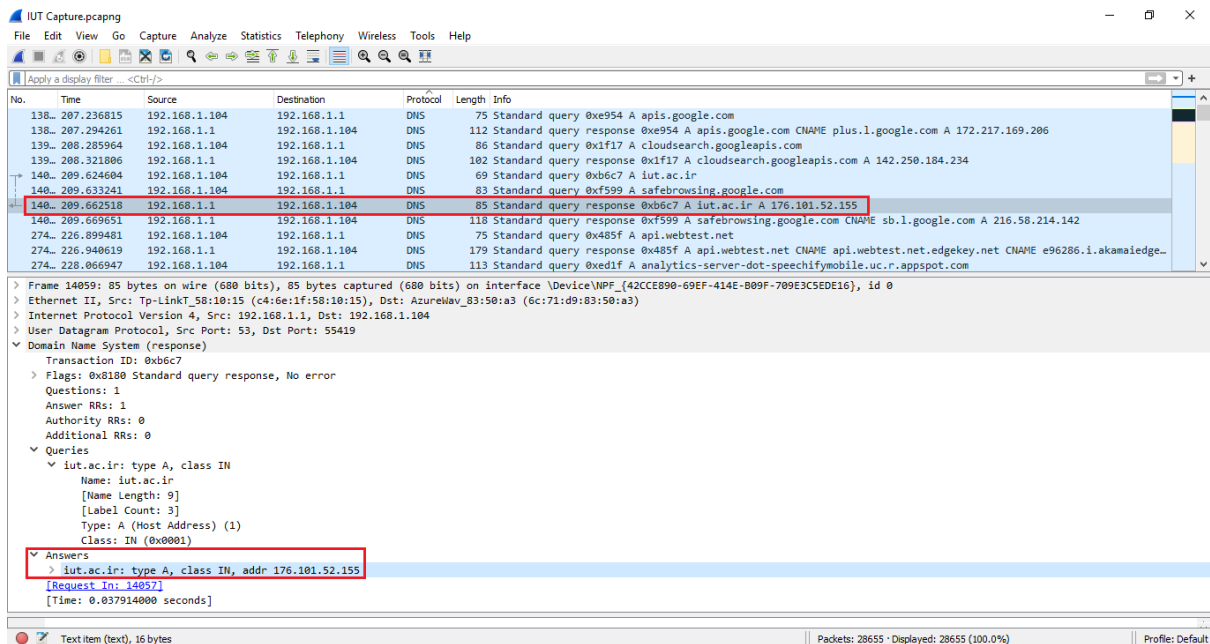 IUT Capture.pcapng
File Edit View Go Capture Analyze Statistics Telephony Wireless Tools Help
Apply a display filter ... <Ctrl-/>
No. Time Source Destination Protocol Length Info
138… 207.236815 192.168.1.104 192.168.1.1 DNS 75 Standard query 0xe954 A apis.google.com
138… 207.294261 192.168.1.1 192.168.1.104 DNS 112 Standard query response 0xe954 A apis.google.com CNAME plus.l.google.com A 172.217.169.206
139… 208.285964 192.168.1.104 192.168.1.1 DNS 86 Standard query 0x1f17 A cloudsearch.googleapis.com
139… 208.321806 192.168.1.1 192.168.1.104 DNS 102 Standard query response 0x1f17 A cloudsearch.googleapis.com A 142.250.184.234
140… 209.624604 192.168.1.104 192.168.1.1 DNS 69 Standard query 0xb6c7 A iut.ac.ir
140… 209.633241 192.168.1.104 192.168.1.1 DNS 83 Standard query 0xf599 A safebrowsing.google.com
140… 209.662518 192.168.1.1 192.168.1.104 DNS 85 Standard query response 0xb6c7 A iut.ac.ir A 176.101.52.155
140… 209.669651 192.168.1.1 192.168.1.104 DNS 118 Standard query response 0xf599 A safebrowsing.google.com CNAME sb.l.google.com A 216.58.214.142
274… 226.899481 192.168.1.104 192.168.1.1 DNS 75 Standard query 0x485f A api.webtest.net
274… 226.940619 192.168.1.1 192.168.1.104 DNS 179 Standard query response 0x485f A api.webtest.net CNAME api.webtest.net.edgekey.net CNAME e96286.i.akamaiedge…
274… 228.066947 192.168.1.104 192.168.1.1 DNS 113 Standard query 0xed1f A analytics-server-dot-speechifymobile.uc.r.appspot.com
> Frame 14059: 85 bytes on wire (680 bits), 85 bytes captured (680 bits) on interface \Device\NPF_{42CCE890-69EF-414E-B09F-709E3C5EDE16}, id 0
> Ethernet II, Src: Tp-LinkT_58:10:15 (c4:6e:1f:58:10:15), Dst: AzureWav_83:50:a3 (6c:71:d9:83:50:a3)
> Internet Protocol Version 4, Src: 192.168.1.1, Dst: 192.168.1.104
> User Datagram Protocol, Src Port: 53, Dst Port: 55419
Domain Name System (response)
Transaction ID: 0xb6c7
> Flags: 0x8180 Standard query response, No error
Questions: 1
Answer RRs: 1
Authority RRs: 0
Additional RRs: 0
Queries
iut.ac.ir: type A, class IN
Name: iut.ac.ir
[Name Length: 9]
[Label Count: 3]
Type: A (Host Address) (1)
Class: IN (0x0001)
Answers
> iut.ac.ir: type A, class IN, addr 176.101.52.155
[Request In: 14057]
[Time: 0.037914000 seconds]
Text item (text), 16 bytes Packets: 28655 · Displayed: 28655 (100.0%) Profile: Default